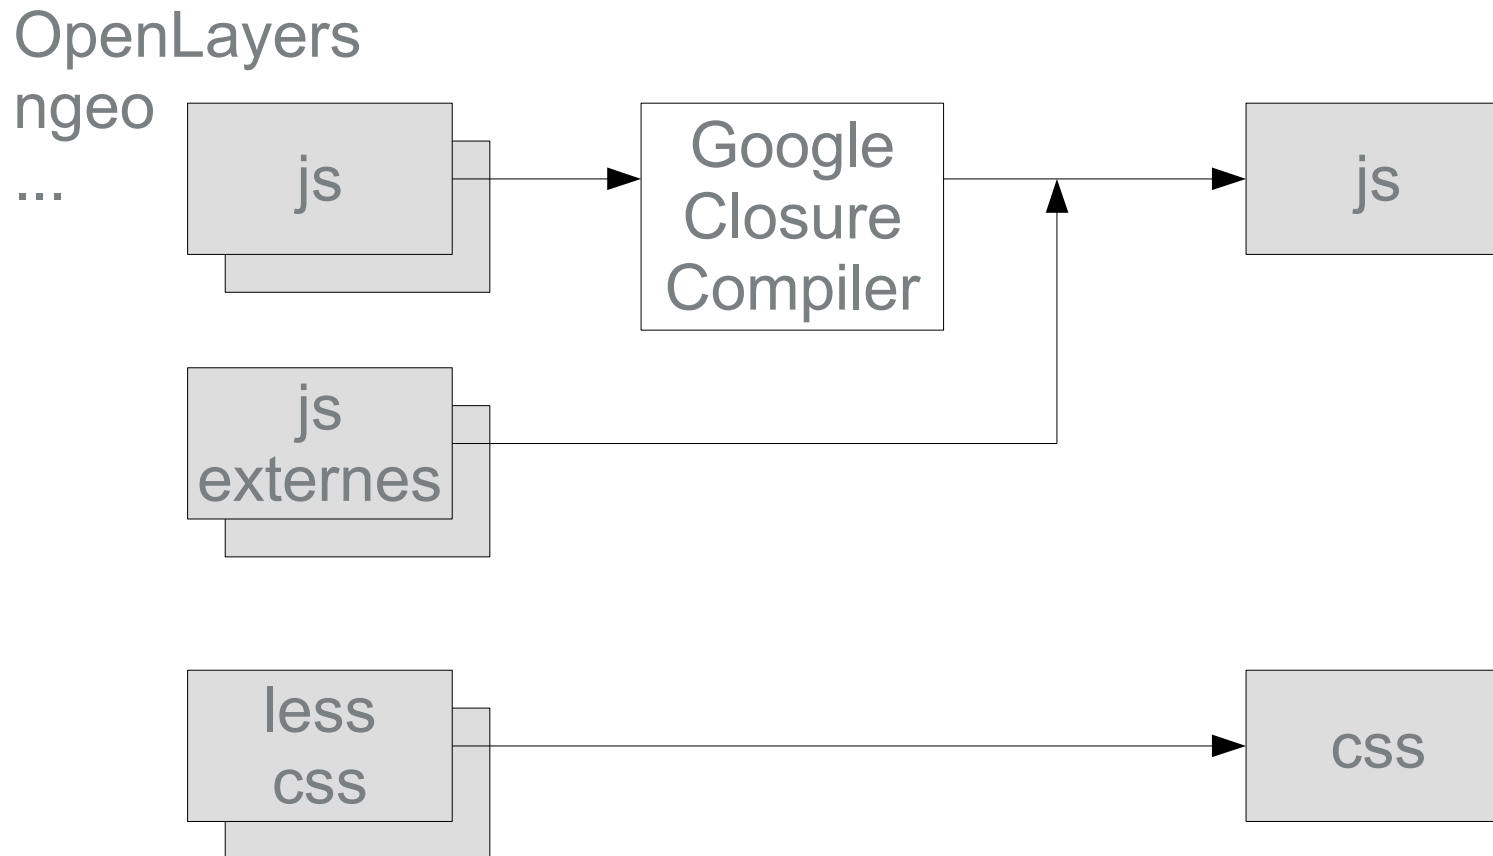 OpenLayers
ngeo
...
js
Google
Closure
Compiler
js
js
externes
less
css
css